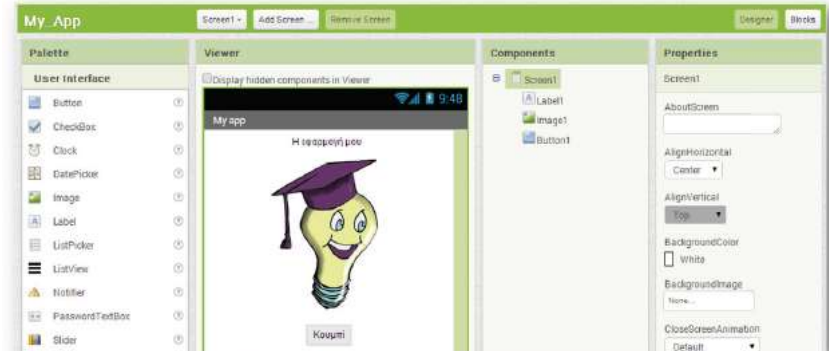 My_App
Screen1
Add Screen ...
Remove Screen
Designer
Blocks
Palette
User Interface
Button
CheckBox
Clock
DatePicker
Image
Label
ListPicker
ListView
Notifier
PasswordTextBox
Slider
Viewer
Display hidden components in Viewer
9:48
My app
Η εφαρμογή μου
Κουμπί
Components
Screen1
Label1
Image1
Button1
Properties
Screen1
AboutScreen
AlignHorizontal
Center
AlignVertical
Top
BackgroundColor
White
BackgroundImage
None...
CloseScreenAnimation
Default